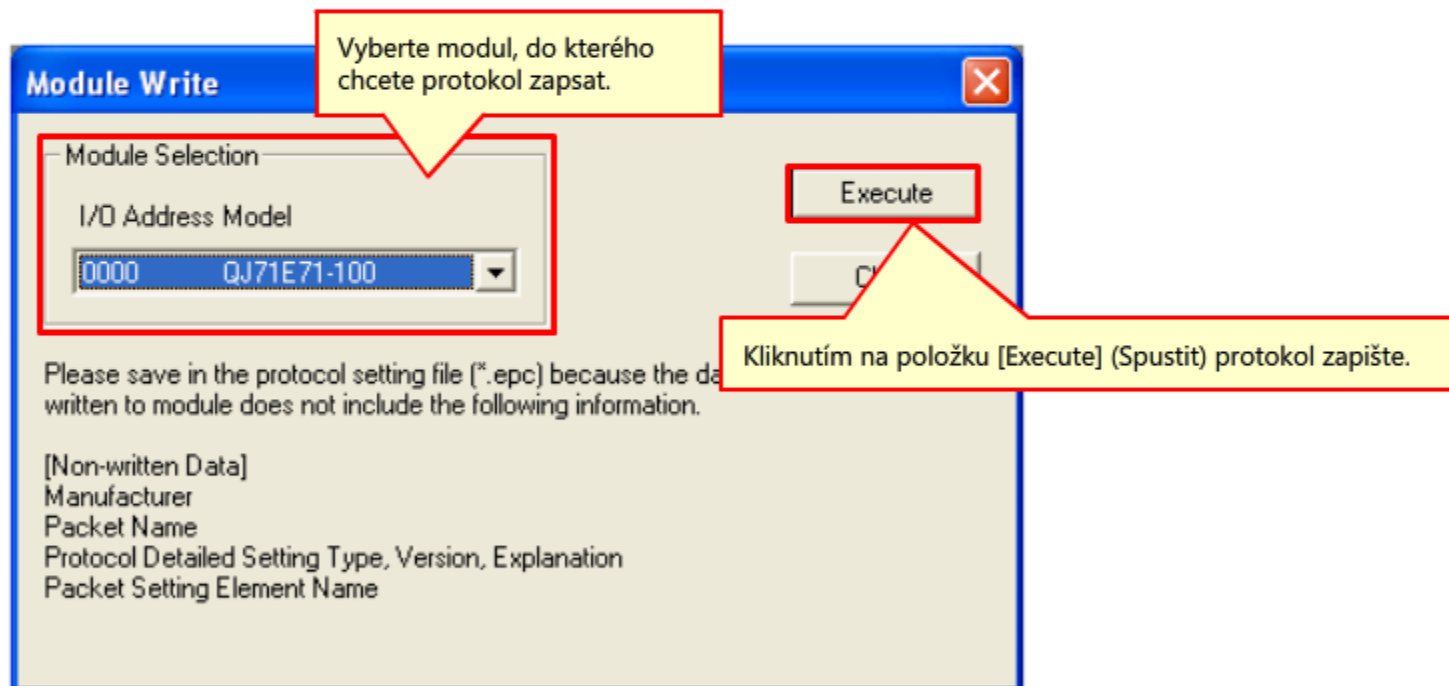 Vyberte modul, do kterého
chcete protokol zapsat.
Module Write
Module Selection
I/O Address Model
0000 QJ71E71-100
Execute
Kliknutím na položku [Execute] (Spustit) protokol zapište.
Please save in the protocol setting file (*.epc) because the
written to module does not include the following information.
[Non-written Data]
Manufacturer
Packet Name
Protocol Detailed Setting Type, Version, Explanation
Packet Setting Element Name